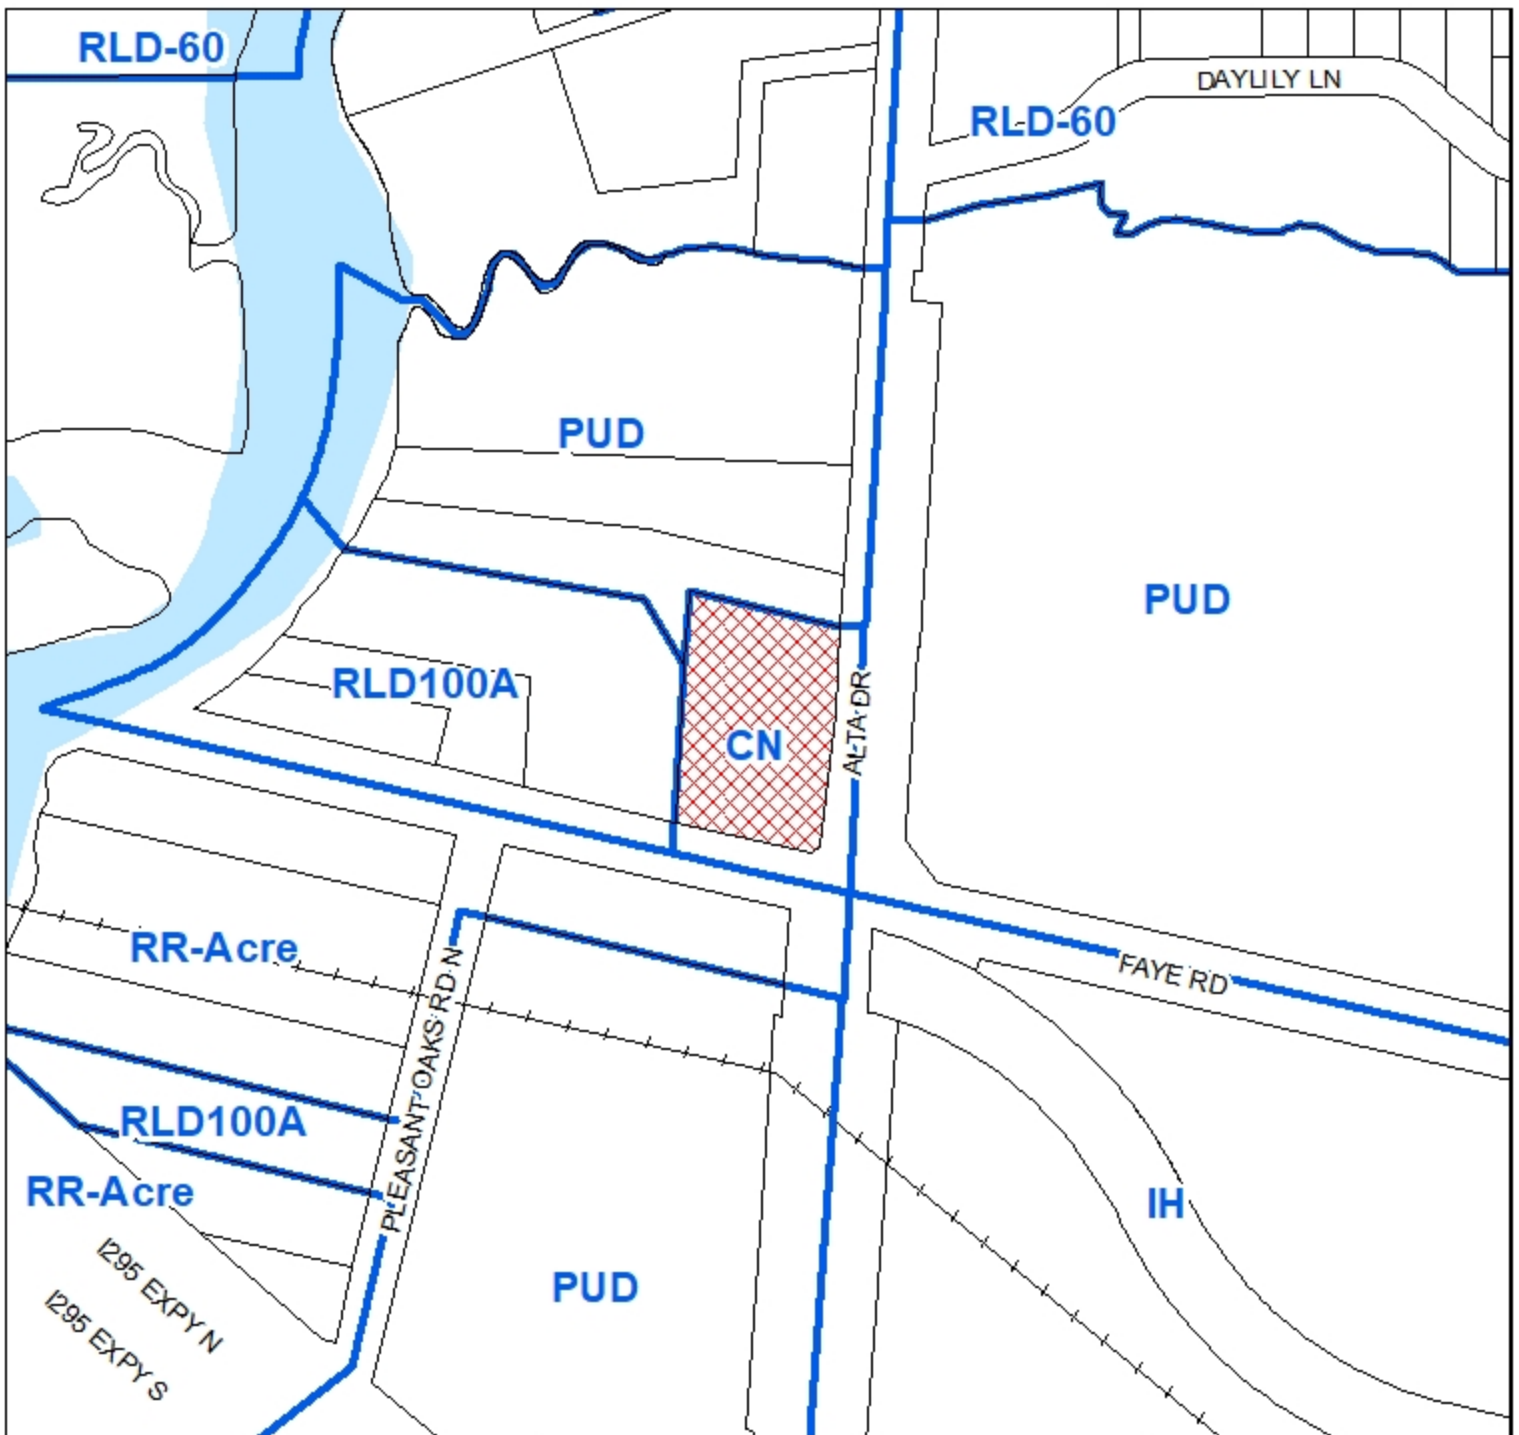 RLD-60
DAYLILY LN
RLD-60
PUD
PUD
RLD100A
CN
ALTA DR
RR-Acre
FAYE RD
PLEASANT OAKS RD N
RLD100A
RR-Acre
IH
I295 EXPY N
PUD
I295 EXPY S